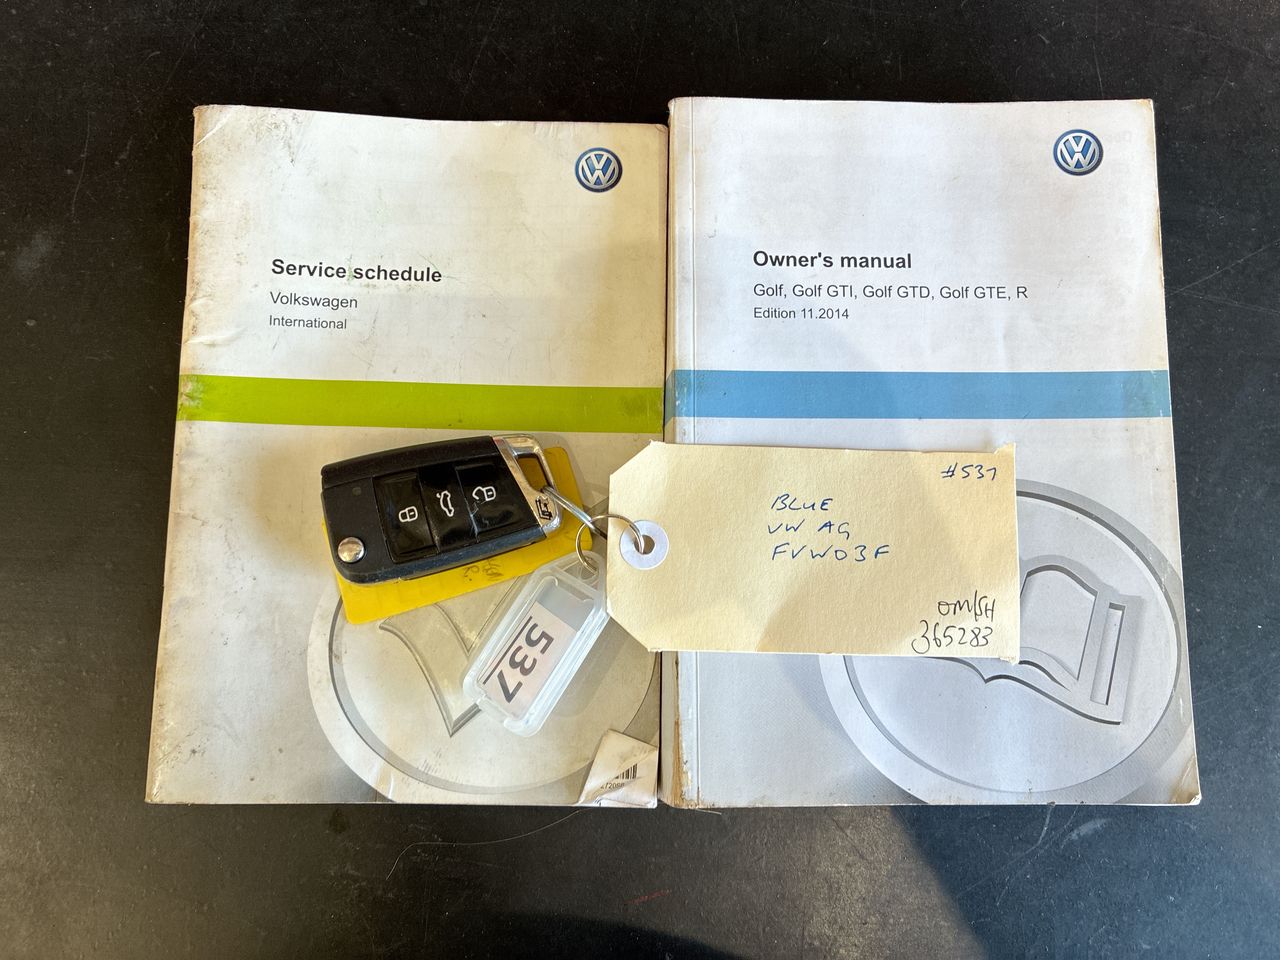 Service schedule
Volkswagen
International
Owner's manual
Golf, Golf GTI, Golf GTD, Golf GTE, R
Edition 11.2014
#537
BLUE
VW AG
FVW03F
OM/SH
365283
537